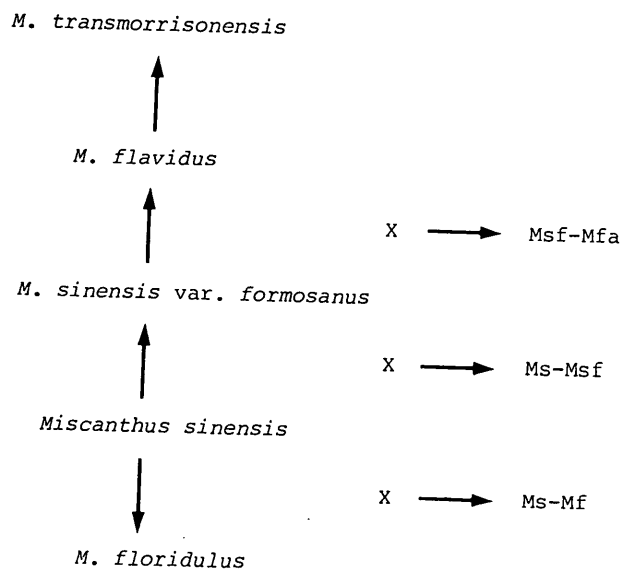 M. transmorrisonensis
M. flavidus
X Msf-Mfa
M. sinensis var. formosanus
X Ms-Msf
Miscanthus sinensis
X Ms-Mf
M. floridulus